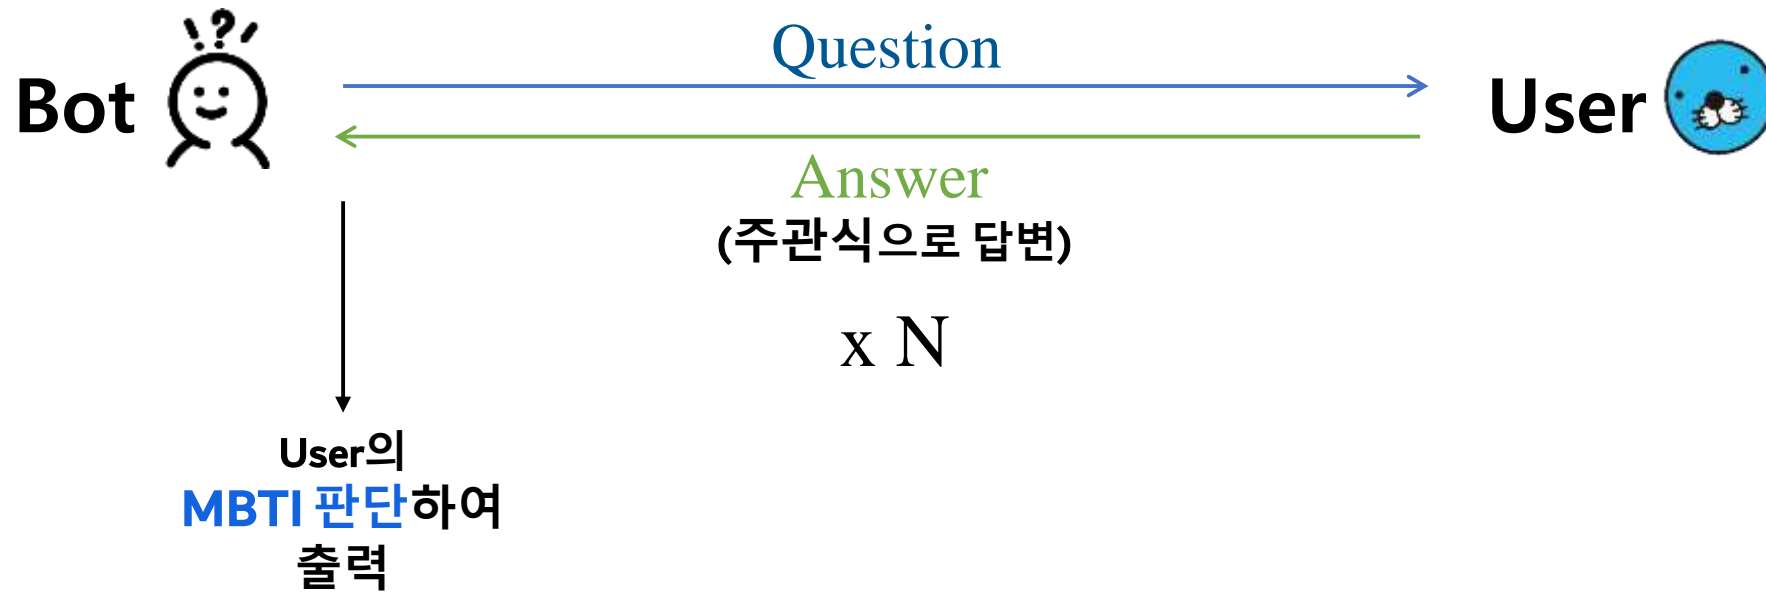 !?!
Question
Bot
User
Answer
(주관식으로 답변)
x N
User의
MBTI 판단하여
출력